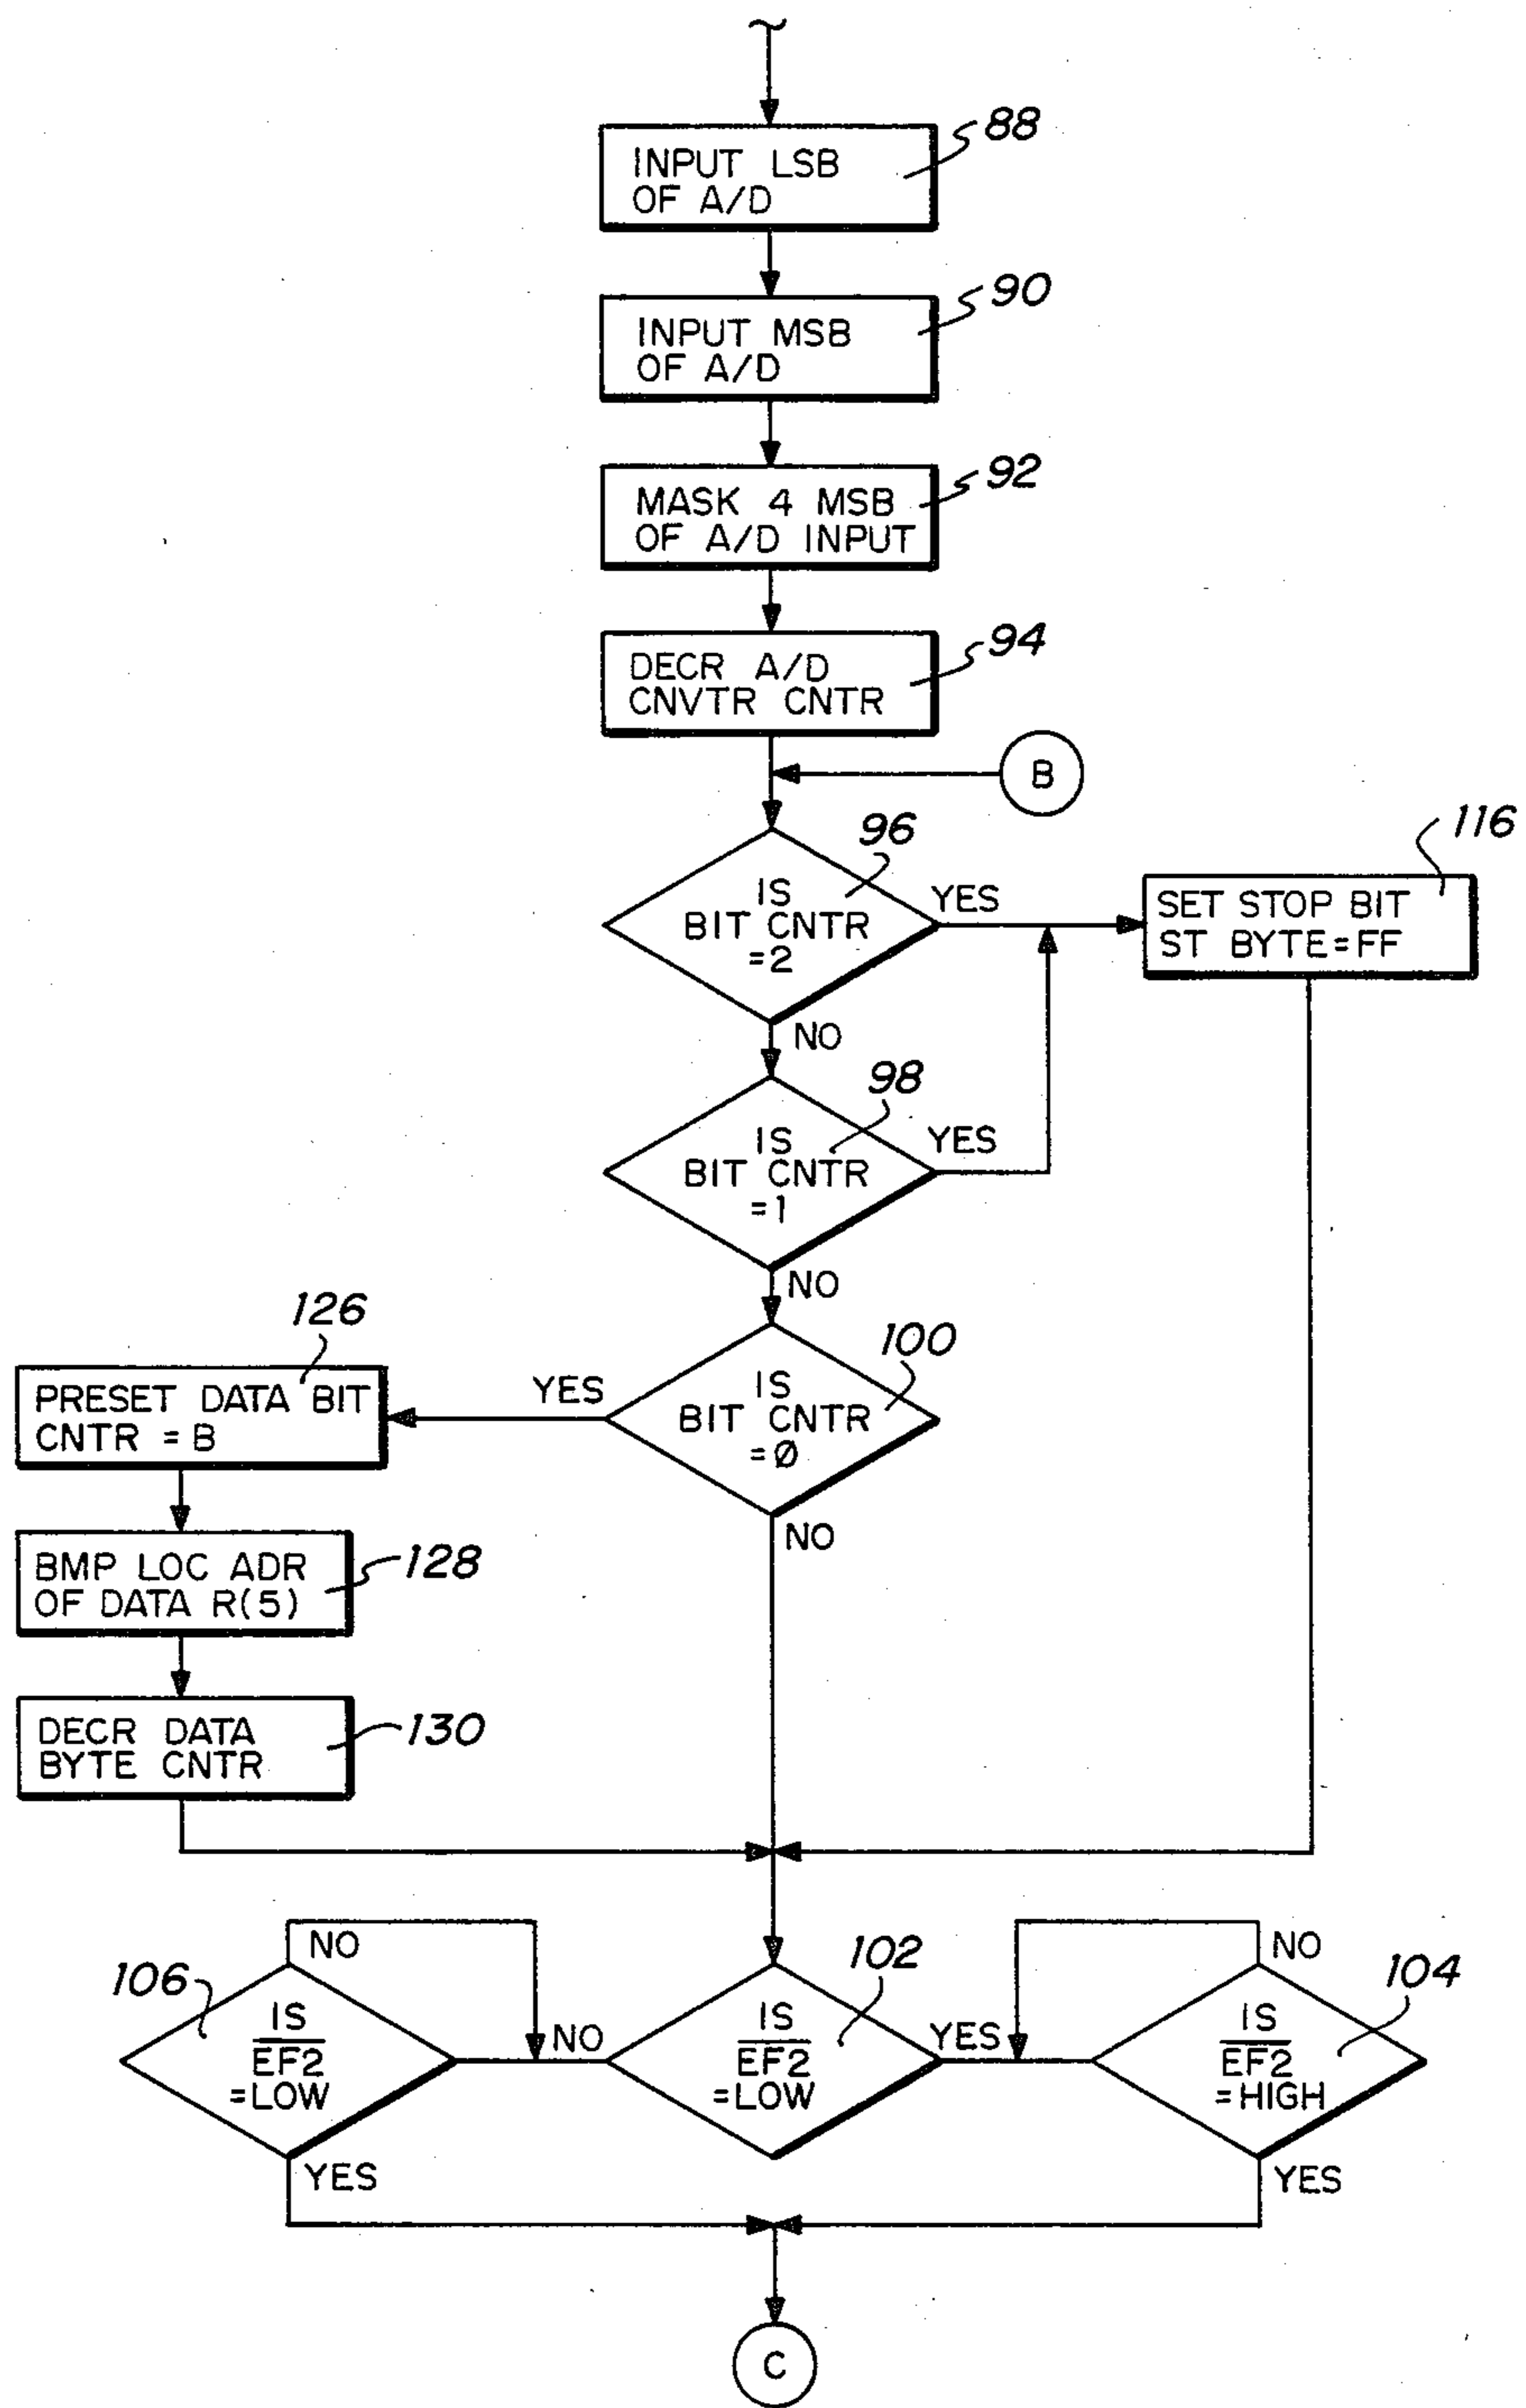 88
INPUT LSB
OF A/D
90
INPUT MSB
OF A/D
92
MASK 4 MSB
OF A/D INPUT
94
DECR A/D
CNVTR CNTR
B
96
IS
BIT CNTR
=2
YES
NO
116
SET STOP BIT
ST BYTE=FF
98
IS
BIT CNTR
=1
YES
NO
100
IS
BIT CNTR
=Ø
YES
NO
126
PRESET DATA BIT
CNTR = B
128
BMP LOC ADR
OF DATA R(5)
130
DECR DATA
BYTE CNTR
106
IS
E̅F̅2̅
=LOW
NO
YES
102
IS
E̅F̅2̅
=LOW
NO
YES
104
IS
E̅F̅2̅
=HIGH
NO
YES
C